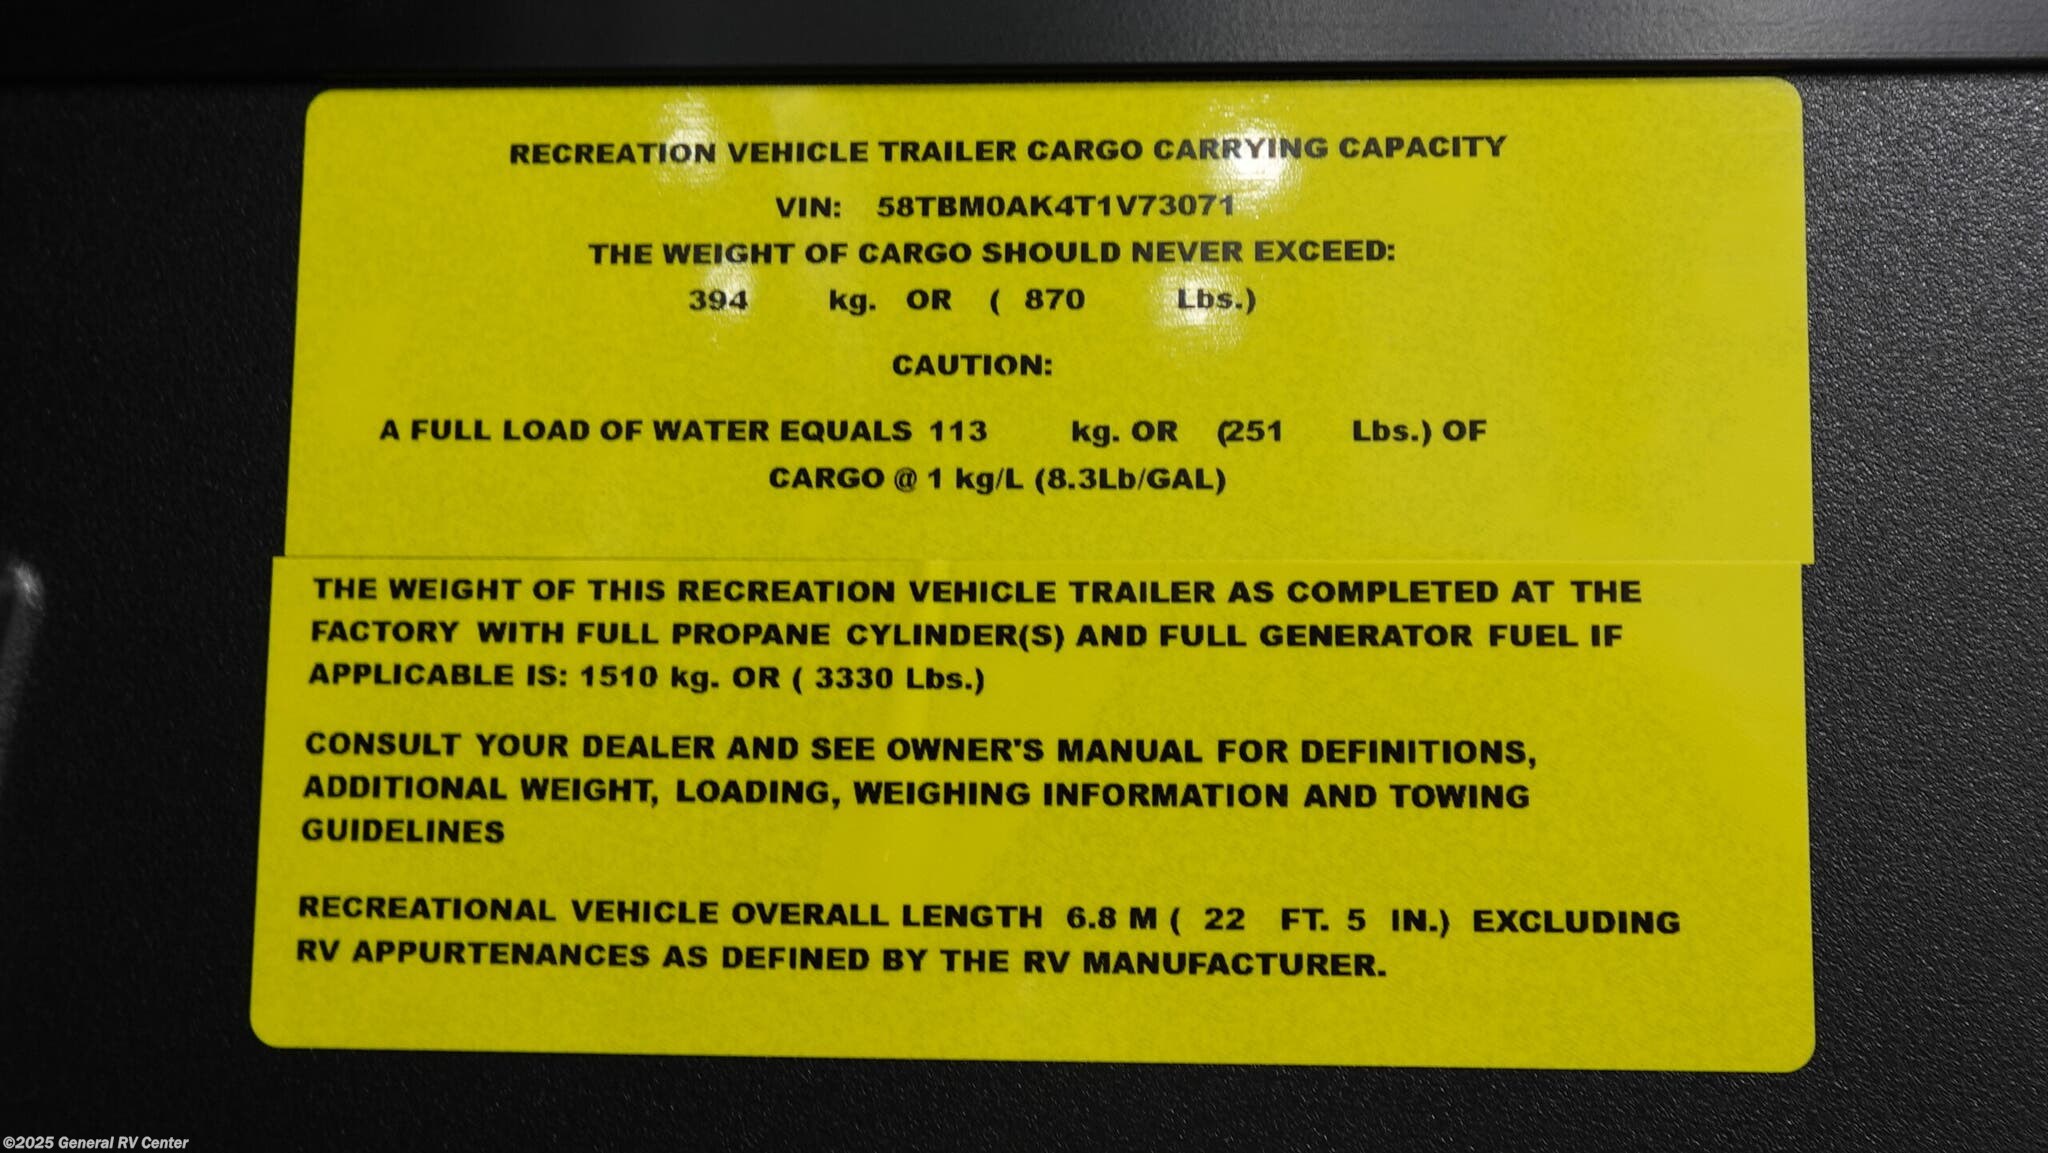 RECREATION VEHICLE TRAILER CARGO CARRYING CAPACITY
VIN: 58TBM0AK4T1V73071
THE WEIGHT OF CARGO SHOULD NEVER EXCEED:
394 kg. OR ( 870 Lbs.)
CAUTION:
A FULL LOAD OF WATER EQUALS 113 kg. OR (251 Lbs.) OF
CARGO @ 1 kg/L (8.3Lb/GAL)
THE WEIGHT OF THIS RECREATION VEHICLE TRAILER AS COMPLETED AT THE
FACTORY WITH FULL PROPANE CYLINDER(S) AND FULL GENERATOR FUEL IF
APPLICABLE IS: 1510 kg. OR ( 3330 Lbs.)
CONSULT YOUR DEALER AND SEE OWNER'S MANUAL FOR DEFINITIONS,
ADDITIONAL WEIGHT, LOADING, WEIGHING INFORMATION AND TOWING
GUIDELINES
RECREATIONAL VEHICLE OVERALL LENGTH 6.8 M ( 22 FT. 5 IN.) EXCLUDING
RV APPURTENANCES AS DEFINED BY THE RV MANUFACTURER.
©2025 General RV Center